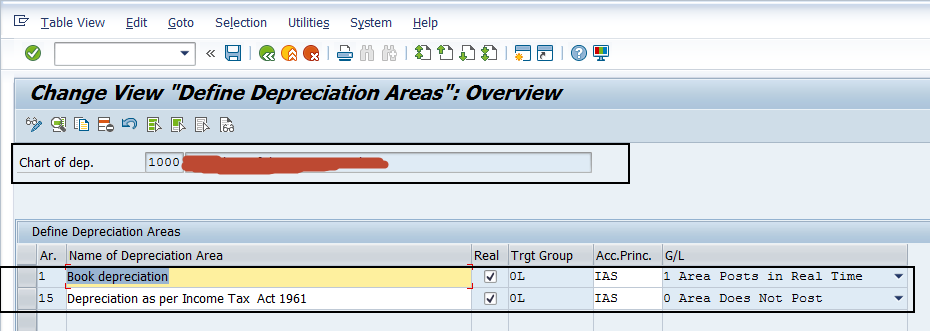 Table View Edit Goto Selection Utilities System Help
«
Change View "Define Depreciation Areas": Overview
Chart of dep. 1000
Define Depreciation Areas
Ar. Name of Depreciation Area Real Trgt Group Acc.Princ. G/L
1 Book depreciation 0L IAS 1 Area Posts in Real Time
15 Depreciation as per Income Tax Act 1961 0L IAS 0 Area Does Not Post